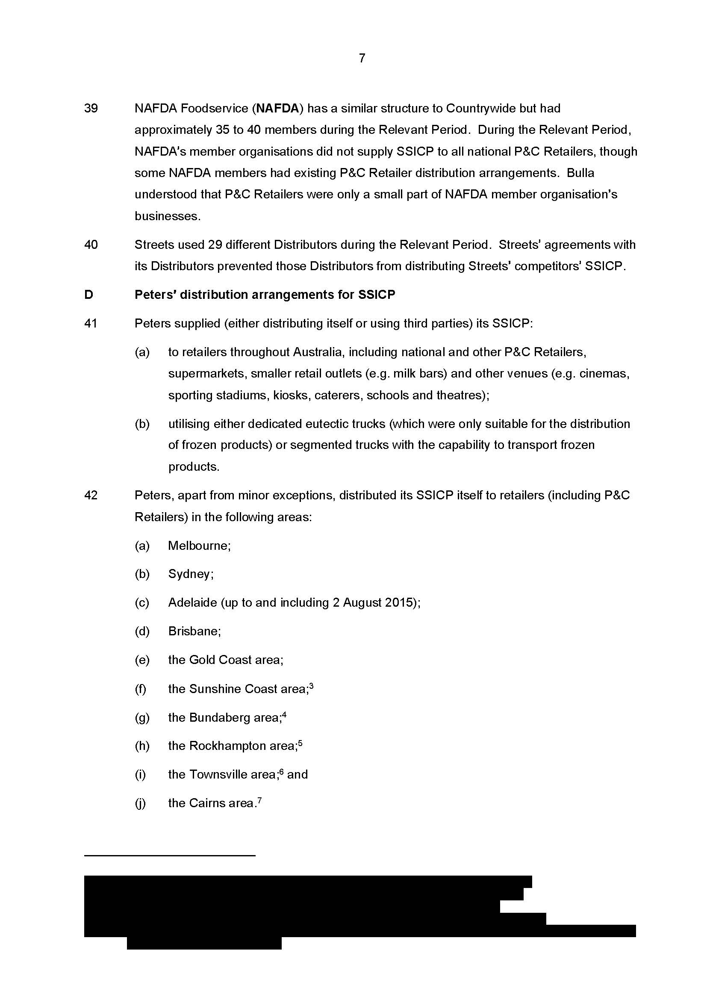 7
39 NAFDA Foodservice (NAFDA) has a similar structure to Countrywide but had
approximately 35 to 40 members during the Relevant Period.  During the Relevant Period,
NAFDA’s member organisations did not supply SSICP to all national P&C Retailers, though
some NAFDA members had existing P&C Retailer distribution arrangements.  Bulla
understood that P&C Retailers were only a small part of NAFDA member organisation’s
businesses.
40 Streets used 29 different Distributors during the Relevant Period.  Streets’ agreements with
its Distributors prevented those Distributors from distributing Streets’ competitors’ SSICP.
D Peters’ distribution arrangements for SSICP
41 Peters supplied (either distributing itself or using third parties) its SSICP:
(a) to retailers throughout Australia, including national and other P&C Retailers,
supermarkets, smaller retail outlets (e.g. milk bars) and other venues (e.g. cinemas,
sporting stadiums, kiosks, caterers, schools and theatres);
(b) utilising either dedicated eutectic trucks (which were only suitable for the distribution
of frozen products) or segmented trucks with the capability to transport frozen
products.
42 Peters, apart from minor exceptions, distributed its SSICP itself to retailers (including P&C
Retailers) in the following areas:
(a) Melbourne;
(b) Sydney;
(c) Adelaide (up to and including 2 August 2015);
(d) Brisbane;
(e) the Gold Coast area;
(f) the Sunshine Coast area;³
(g) the Bundaberg area;⁴
(h) the Rockhampton area;⁵
(i) the Townsville area;⁶ and
(j) the Cairns area.⁷